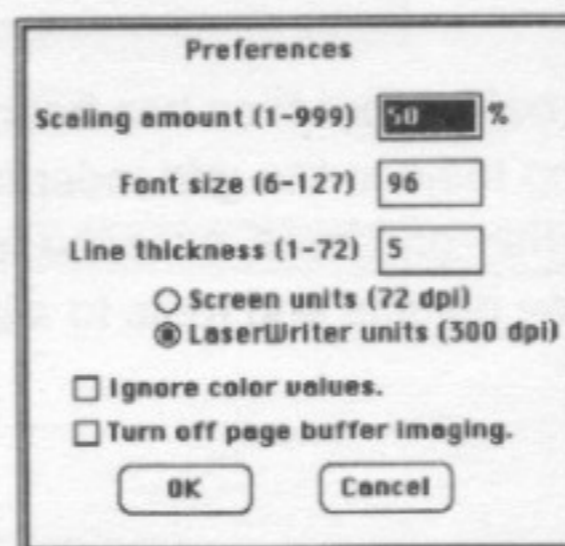 Preferences
Scaling amount (1-999) 50 %
Font size (6-127) 96
Line thickness (1-72) 5
Screen units (72 dpi)
LaserWriter units (300 dpi)
Ignore color values.
Turn off page buffer imaging.
OK Cancel